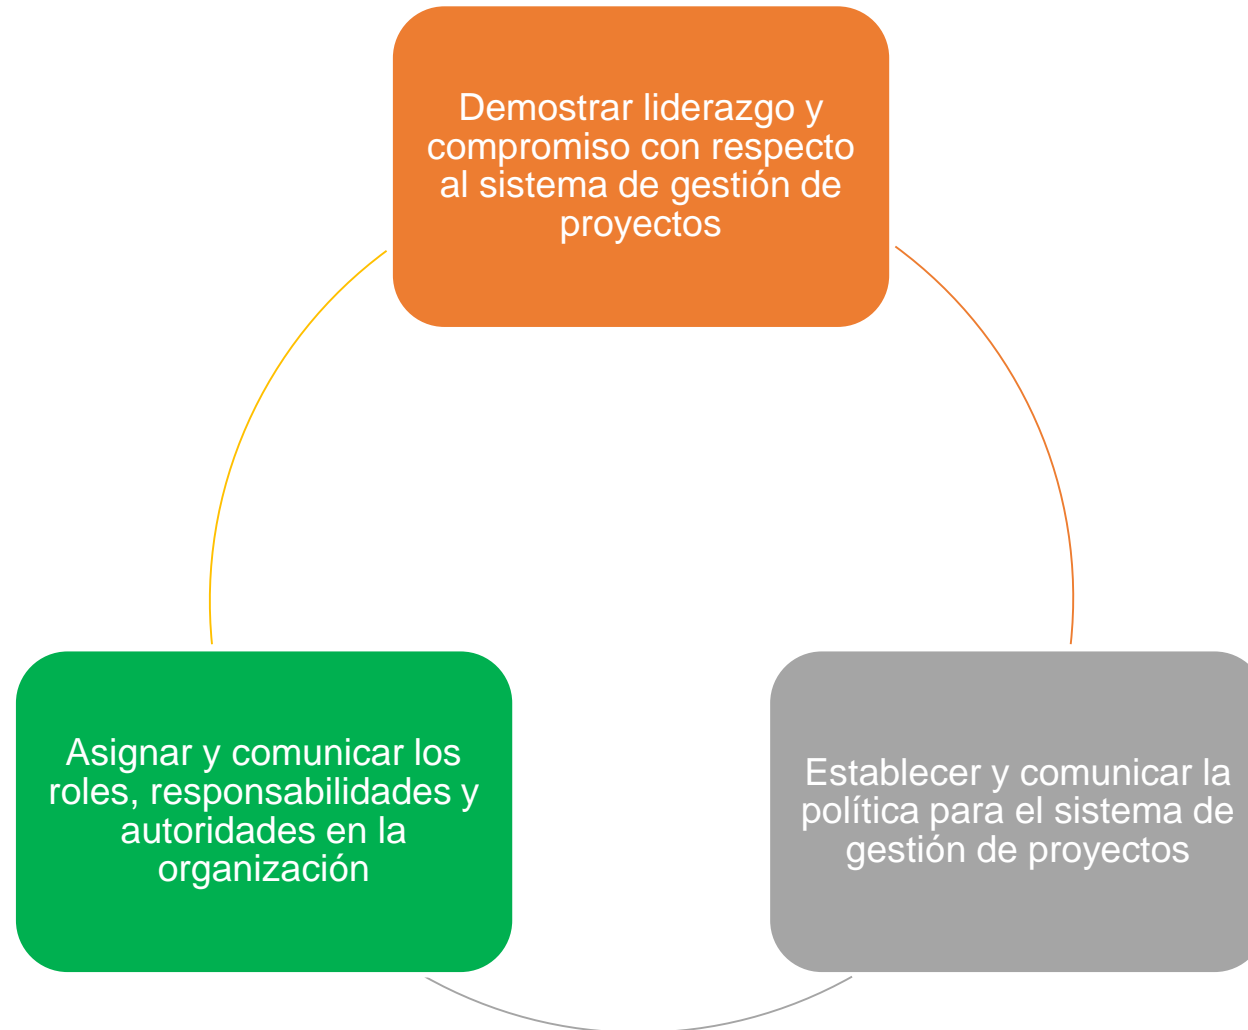 Demostrar liderazgo y
compromiso con respecto
al sistema de gestión de
proyectos
Establecer y comunicar la
política para el sistema de
gestión de proyectos
Asignar y comunicar los
roles, responsabilidades y
autoridades en la
organización